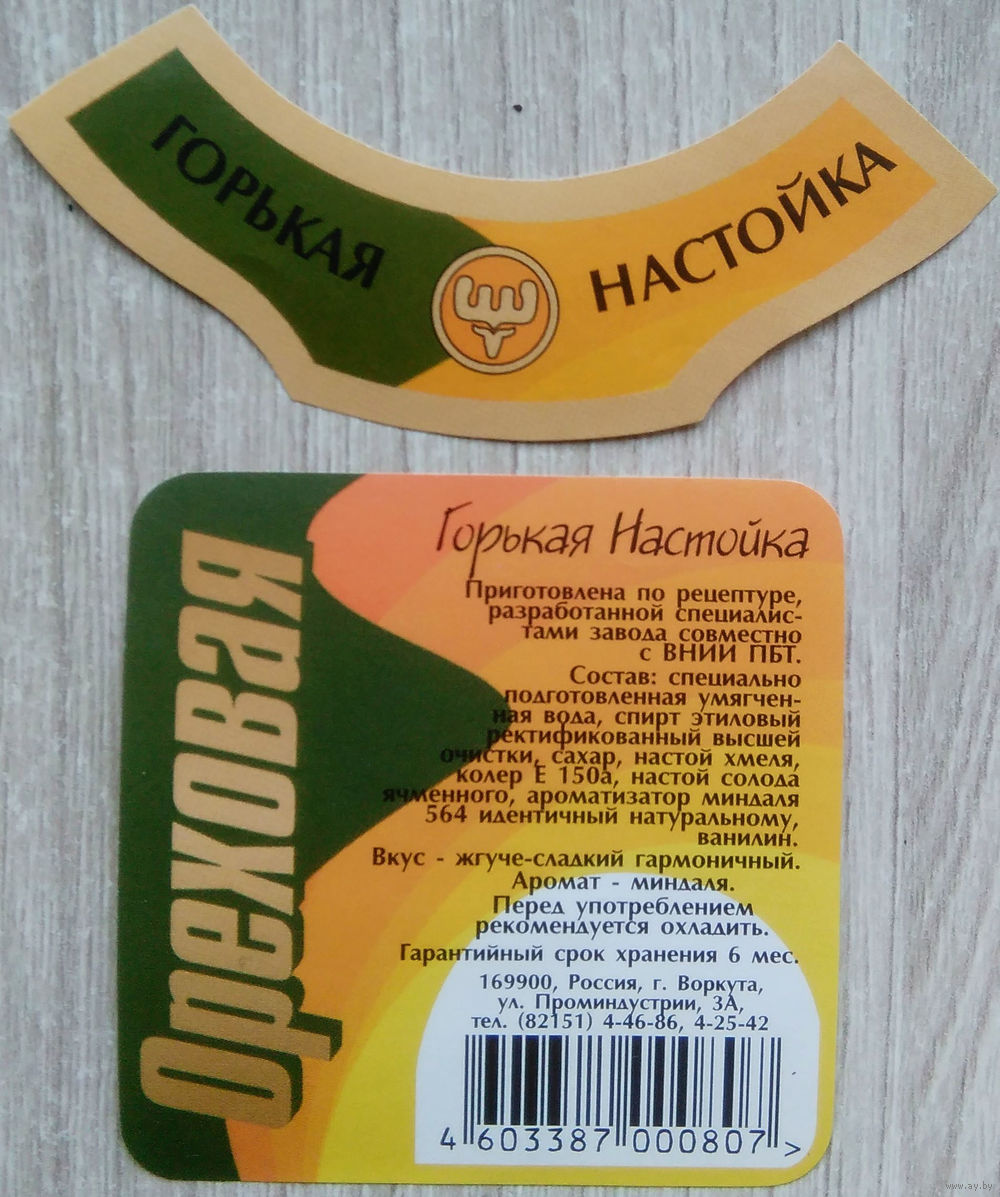 ГОРЬКАЯ
НАСТОЙКА
Ореховая
Горькая Настойка
Приготовлена по рецептуре,
разработанной специалис-
тами завода совместно
с ВНИИ ПБТ.
Состав: специально
подготовленная умягчен-
ная вода, спирт этиловый
ректификованный высшей
очистки, сахар, настой хмеля,
колер Е 150а, настой солода
ячменного, ароматизатор миндаля
564 идентичный натуральному,
ванилин.
Вкус - жгуче-сладкий гармоничный.
Аромат - миндаля.
Перед употреблением
рекомендуется охладить.
Гарантийный срок хранения 6 мес.
169900, Россия, г. Воркута,
ул. Проминдустрии, 3А,
тел. (82151) 4-46-86, 4-25-42
4 603387 000807 >
www.ay.by